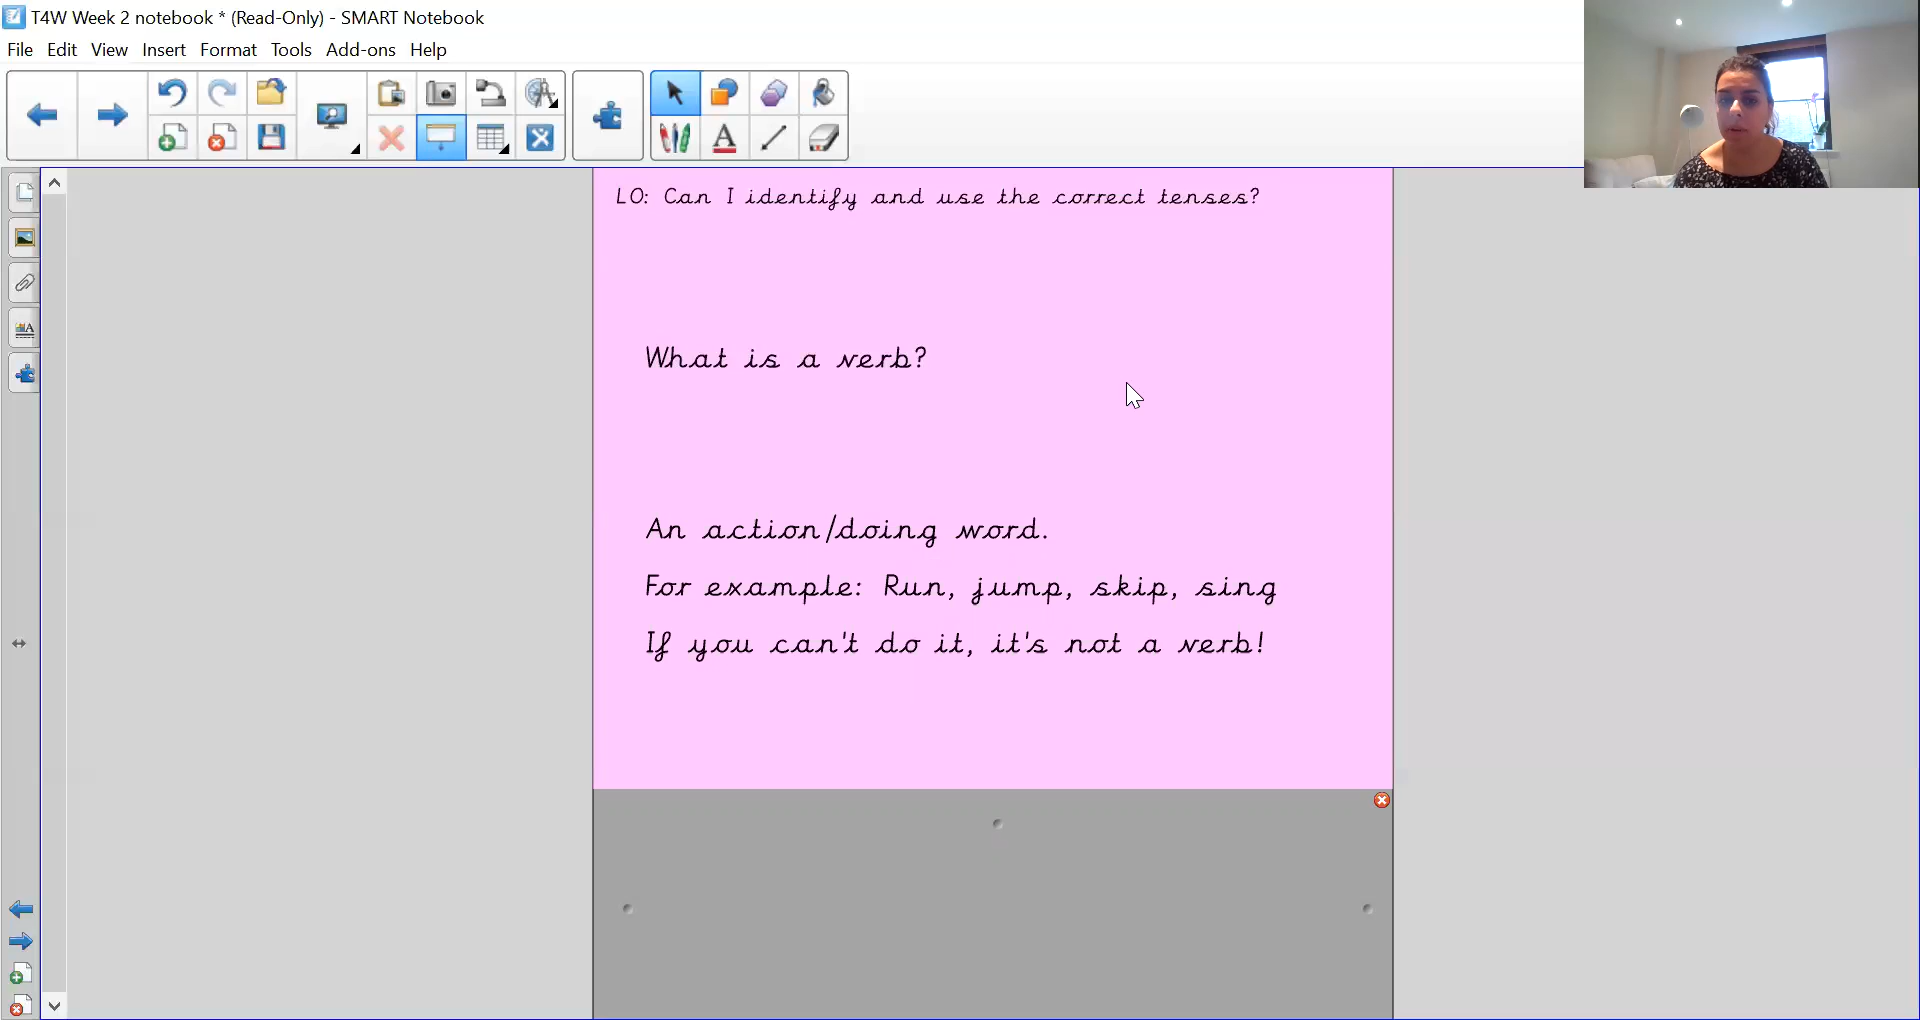 T4W Week 2 notebook * (Read-Only) - SMART Notebook
File Edit View Insert Format Tools Add-ons Help
LO: Can I identify and use the correct tenses?
What is a verb?
An action/doing word.
For example: Run, jump, skip, sing
If you can't do it, it's not a verb!